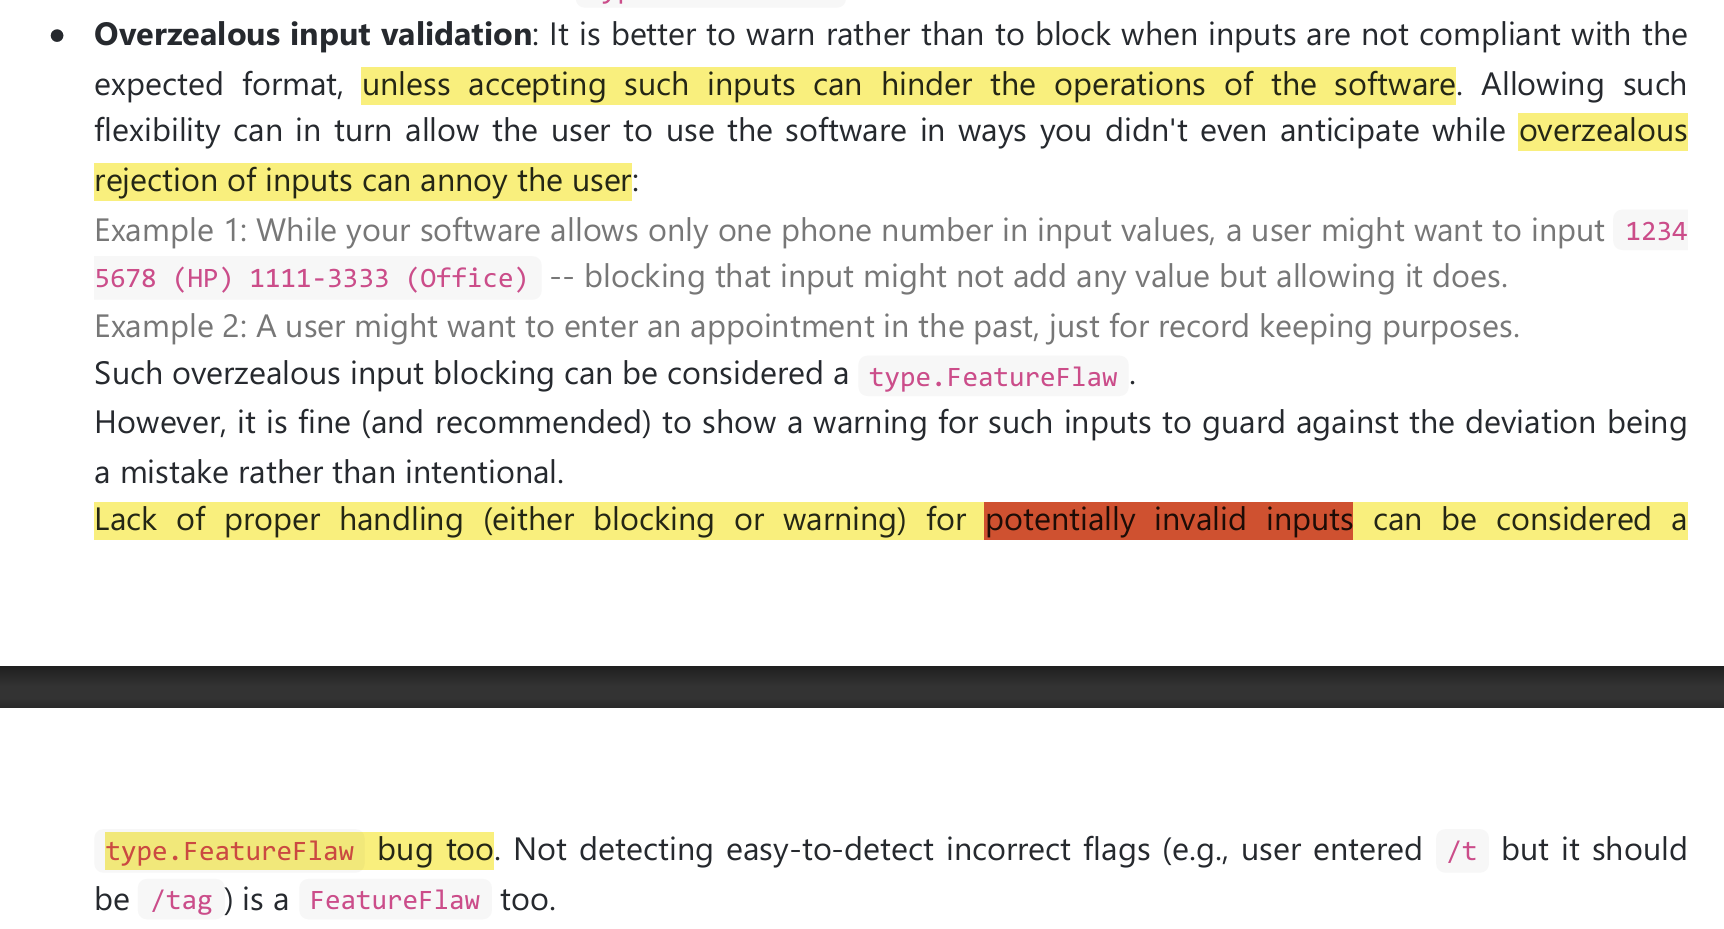 • Overzealous input validation: It is better to warn rather than to block when inputs are not compliant with the
expected format, unless accepting such inputs can hinder the operations of the software. Allowing such
flexibility can in turn allow the user to use the software in ways you didn't even anticipate while overzealous
rejection of inputs can annoy the user:
Example 1: While your software allows only one phone number in input values, a user might want to input 1234
5678 (HP) 1111-3333 (Office) -- blocking that input might not add any value but allowing it does.
Example 2: A user might want to enter an appointment in the past, just for record keeping purposes.
Such overzealous input blocking can be considered a type.FeatureFlaw.
However, it is fine (and recommended) to show a warning for such inputs to guard against the deviation being
a mistake rather than intentional.
Lack of proper handling (either blocking or warning) for potentially invalid inputs can be considered a
type.FeatureFlaw bug too. Not detecting easy-to-detect incorrect flags (e.g., user entered /t but it should
be /tag) is a FeatureFlaw too.